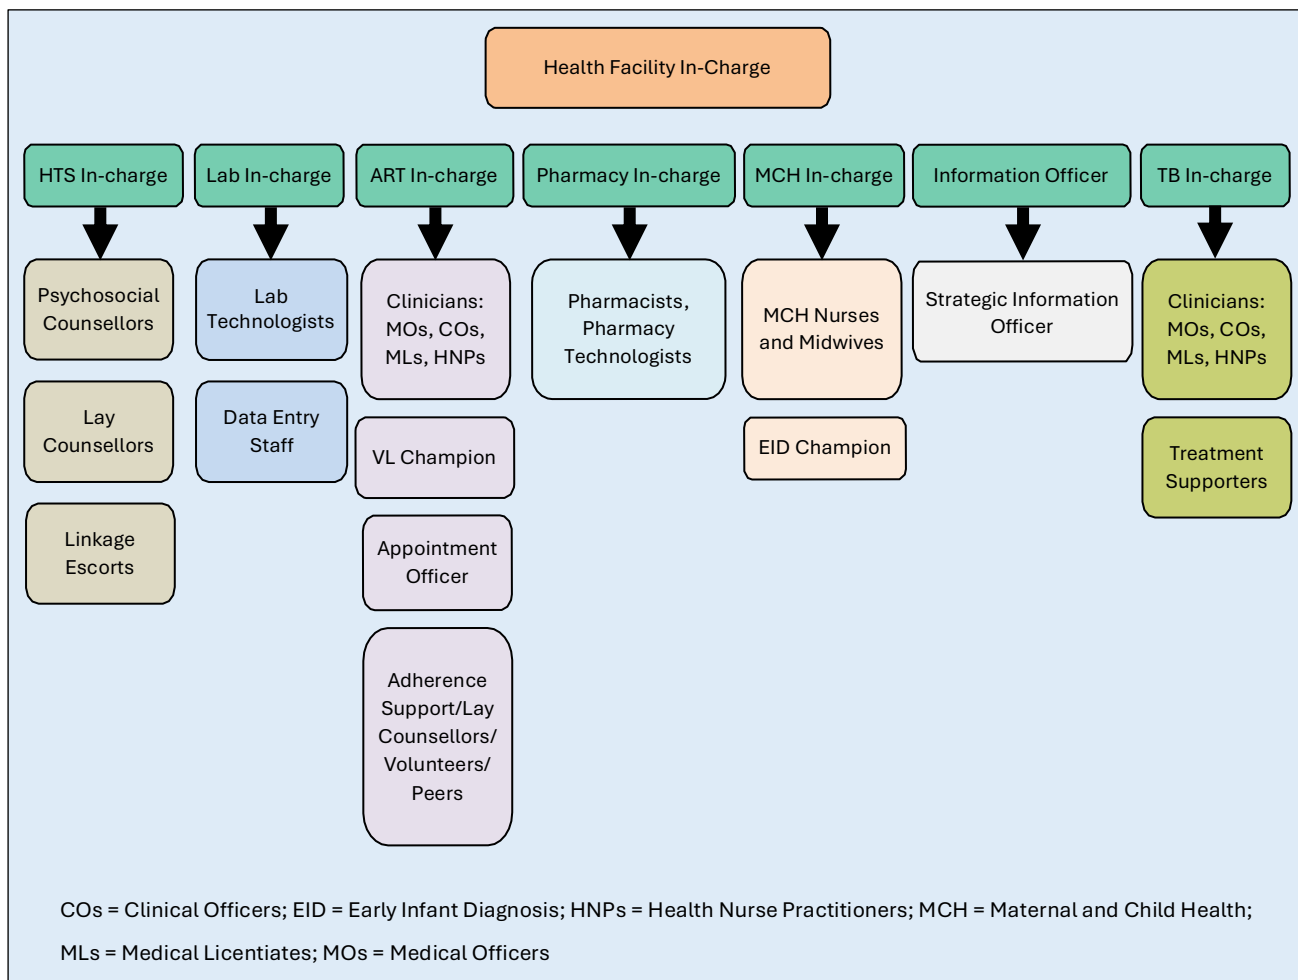 Health Facility In-Charge
HTS In-charge
Lab In-charge
ART In-charge
Pharmacy In-charge
MCH In-charge
Information Officer
TB In-charge
Psychosocial
Counsellors
Lay
Counsellors
Linkage
Escorts
Lab
Technologists
Data Entry
Staff
Clinicians:
MOs, COs,
MLs, HNPs
VL Champion
Appointment
Officer
Adherence
Support/Lay
Counsellors/
Volunteers/
Peers
Pharmacists,
Pharmacy
Technologists
MCH Nurses
and Midwives
EID Champion
Strategic Information
Officer
Clinicians:
MOs, COs,
MLs, HNPs
Treatment
Supporters
COs = Clinical Officers; EID = Early Infant Diagnosis; HNPs = Health Nurse Practitioners; MCH = Maternal and Child Health;
MLs = Medical Licentiates; MOs = Medical Officers